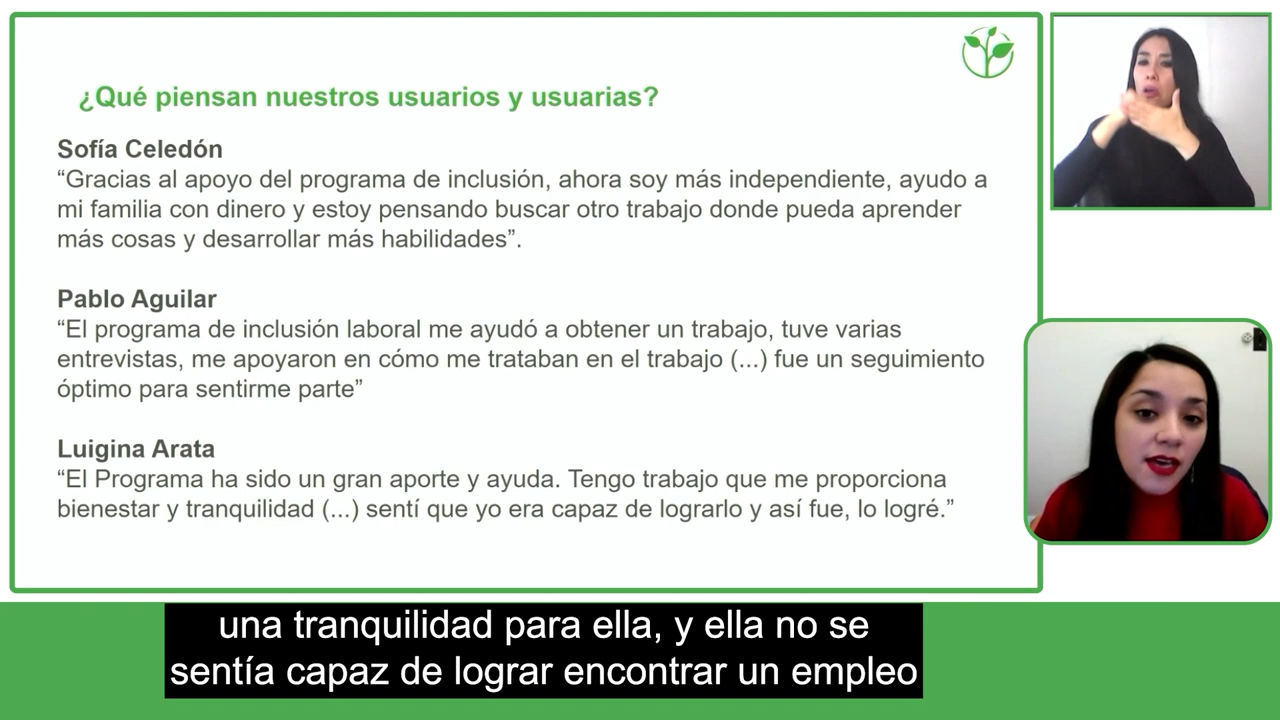 ¿Qué piensan nuestros usuarios y usuarias?
Sofía Celedón
“Gracias al apoyo del programa de inclusión, ahora soy más independiente, ayudo a
mi familia con dinero y estoy pensando buscar otro trabajo donde pueda aprender
más cosas y desarrollar más habilidades”.
Pablo Aguilar
“El programa de inclusión laboral me ayudó a obtener un trabajo, tuve varias
entrevistas, me apoyaron en cómo me trataban en el trabajo (...) fue un seguimiento
óptimo para sentirme parte”
Luigina Arata
“El Programa ha sido un gran aporte y ayuda. Tengo trabajo que me proporciona
bienestar y tranquilidad (...) sentí que yo era capaz de lograrlo y así fue, lo logré.”
una tranquilidad para ella, y ella no se
sentía capaz de lograr encontrar un empleo